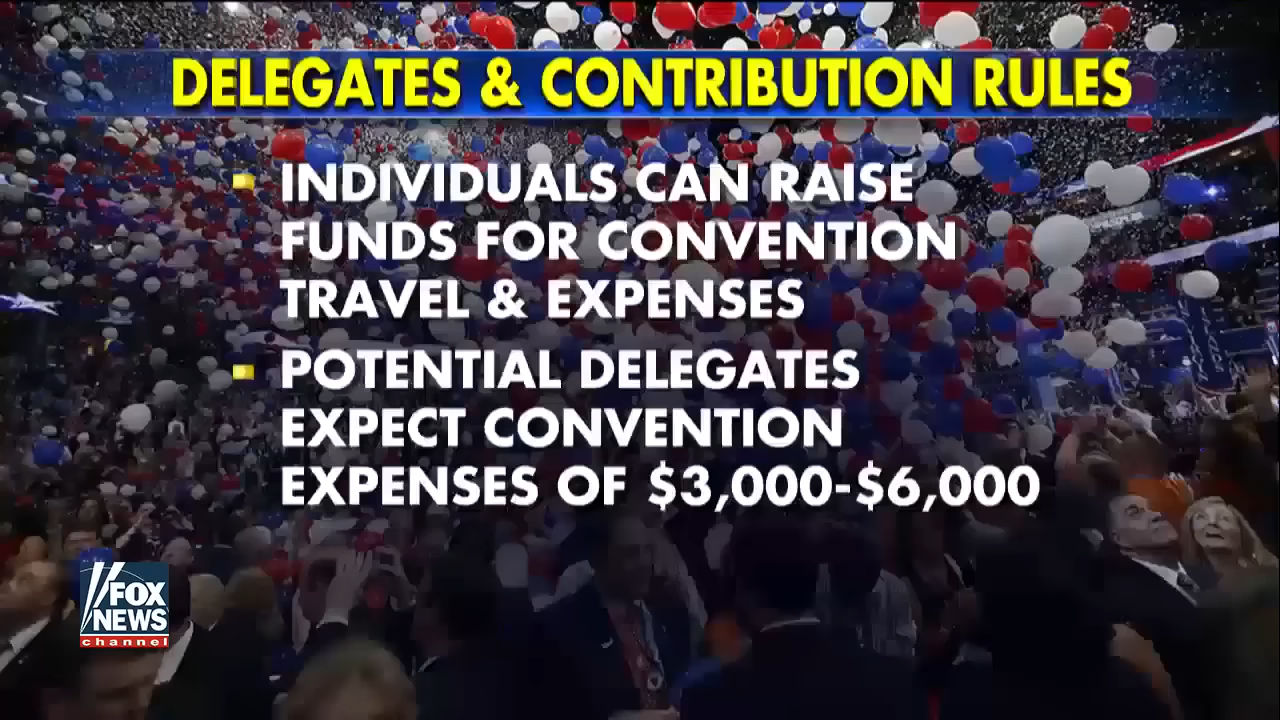 DELEGATES & CONTRIBUTION RULES
INDIVIDUALS CAN RAISE
FUNDS FOR CONVENTION
TRAVEL & EXPENSES
POTENTIAL DELEGATES
EXPECT CONVENTION
EXPENSES OF $3,000-$6,000
FOX
NEWS
channel